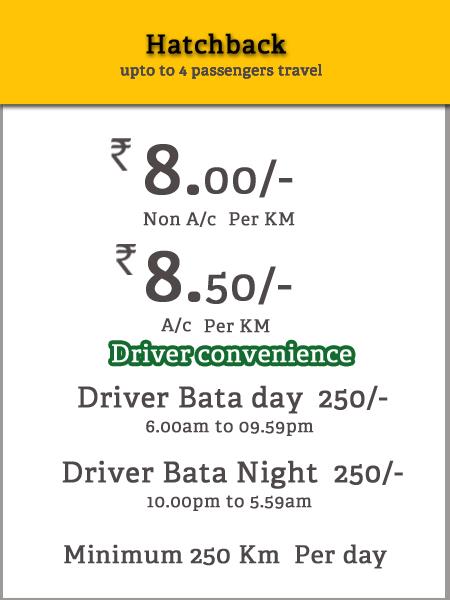 Hatchback
upto to 4 passengers travel
₹ 8.00/-
Non A/c Per KM
₹ 8.50/-
A/c Per KM
Driver convenience
Driver Bata day 250/-
6.00am to 09.59pm
Driver Bata Night 250/-
10.00pm to 5.59am
Minimum 250 Km Per day